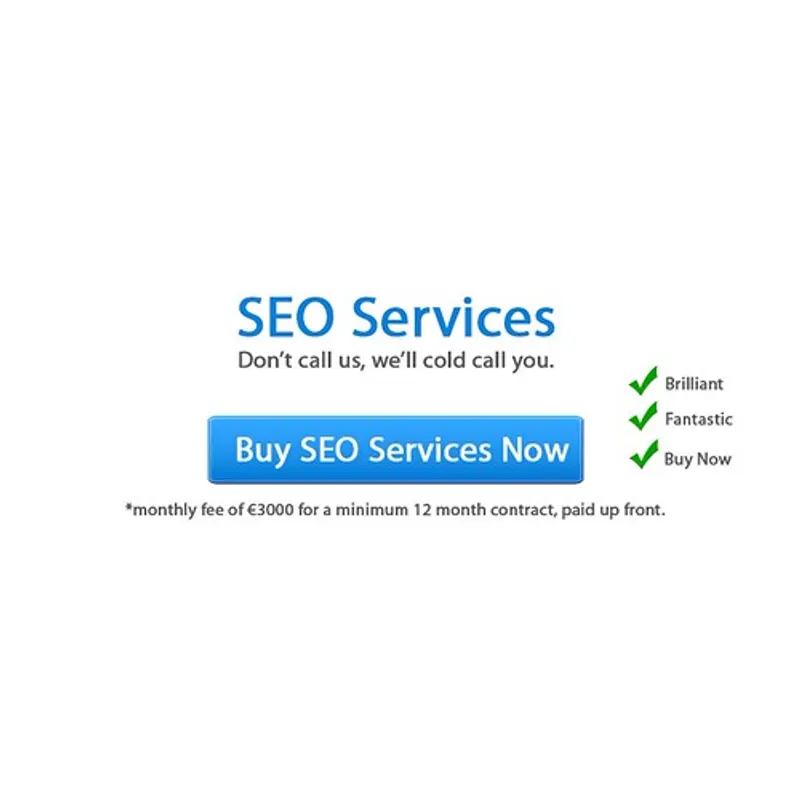 SEO Services
Don't call us, we'll cold call you.
Brilliant
Fantastic
Buy SEO Services Now
Buy Now
*monthly fee of €3000 for a minimum 12 month contract, paid up front.